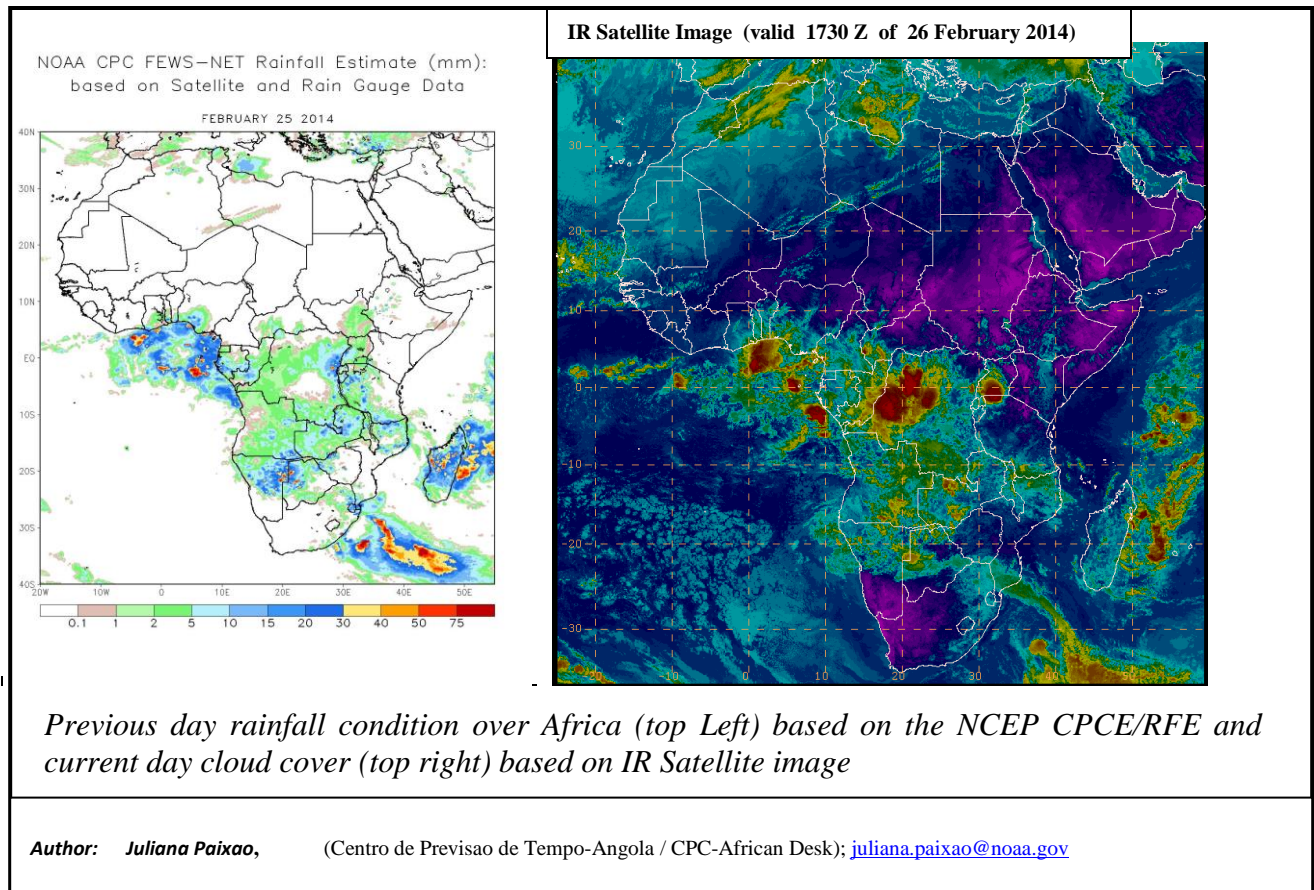 IR Satellite Image (valid 1730 Z of 26 February 2014)
NOAA CPC FEWS-NET Rainfall Estimate (mm):
based on Satellite and Rain Gauge Data
FEBRUARY 25 2014
40N
30N
20N
10N
EQ
10S
20S
30S
40S
20W 10W 0 10E 20E 30E 40E 50E
0.1 1 2 5 10 15 20 30 40 50 75
30
20
10
0
-10
-20
-30
-10 0 10 20 30 40 50
Previous day rainfall condition over Africa (top Left) based on the NCEP CPCE/RFE and
current day cloud cover (top right) based on IR Satellite image
Author: Juliana Paixao, (Centro de Previsao de Tempo-Angola / CPC-African Desk); juliana.paixao@noaa.gov